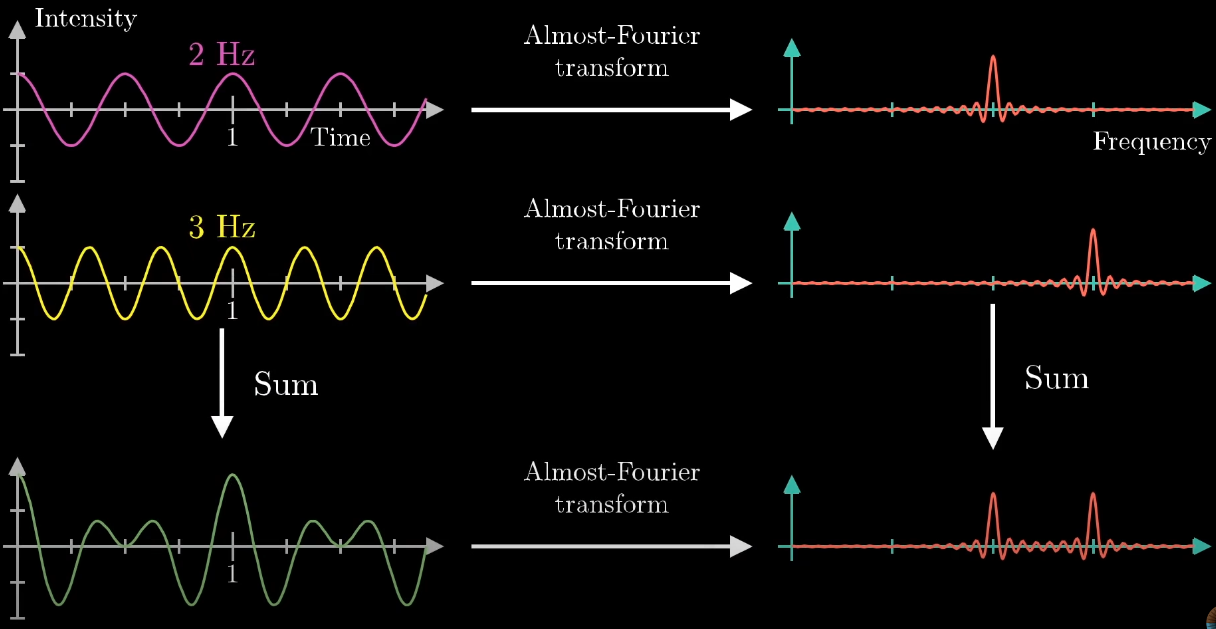 Intensity
2 Hz
1
Time
Almost-Fourier
transform
Frequency
3 Hz
1
Almost-Fourier
transform
Sum
Sum
1
Almost-Fourier
transform